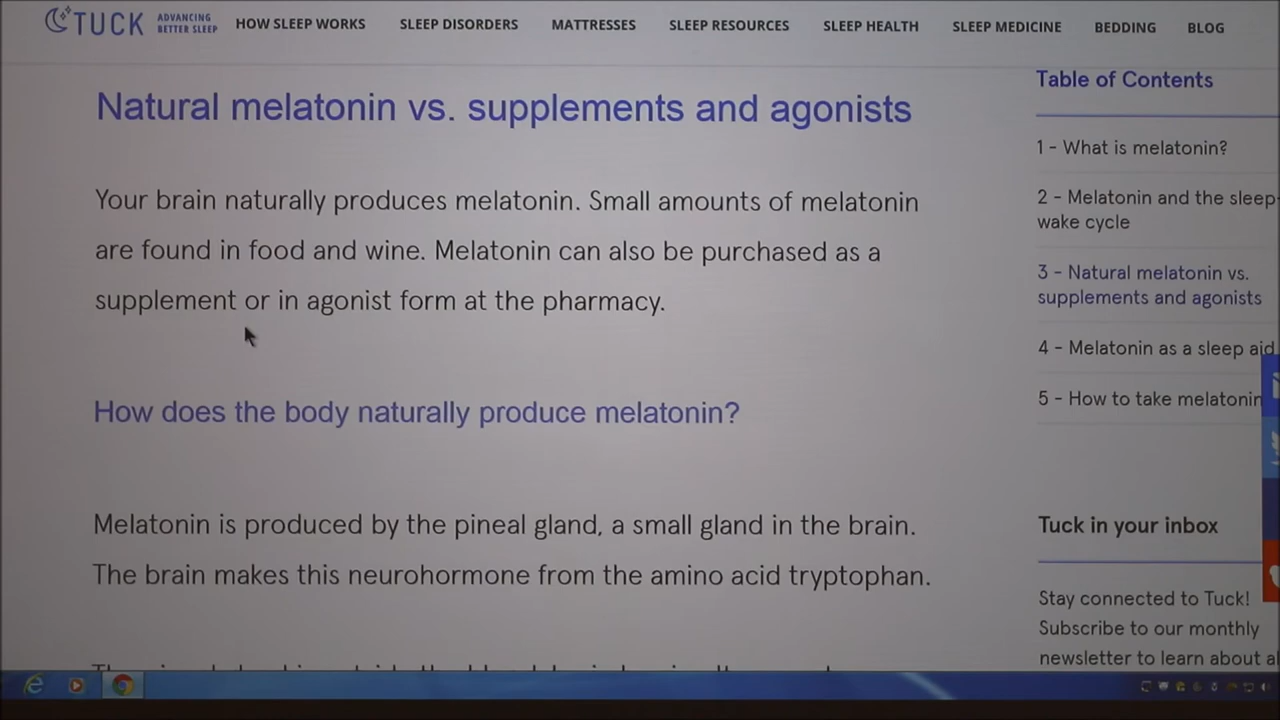 TUCK
ADVANCING
BETTER SLEEP
HOW SLEEP WORKS
SLEEP DISORDERS
MATTRESSES
SLEEP RESOURCES
SLEEP HEALTH
SLEEP MEDICINE
BEDDING
BLOG
Natural melatonin vs. supplements and agonists
Your brain naturally produces melatonin. Small amounts of melatonin
are found in food and wine. Melatonin can also be purchased as a
supplement or in agonist form at the pharmacy.
How does the body naturally produce melatonin?
Melatonin is produced by the pineal gland, a small gland in the brain.
The brain makes this neurohormone from the amino acid tryptophan.
Table of Contents
1 - What is melatonin?
2 - Melatonin and the sleep-
wake cycle
3 - Natural melatonin vs.
supplements and agonists
4 - Melatonin as a sleep aid
5 - How to take melatonin
Tuck in your inbox
Stay connected to Tuck!
Subscribe to our monthly
newsletter to learn about